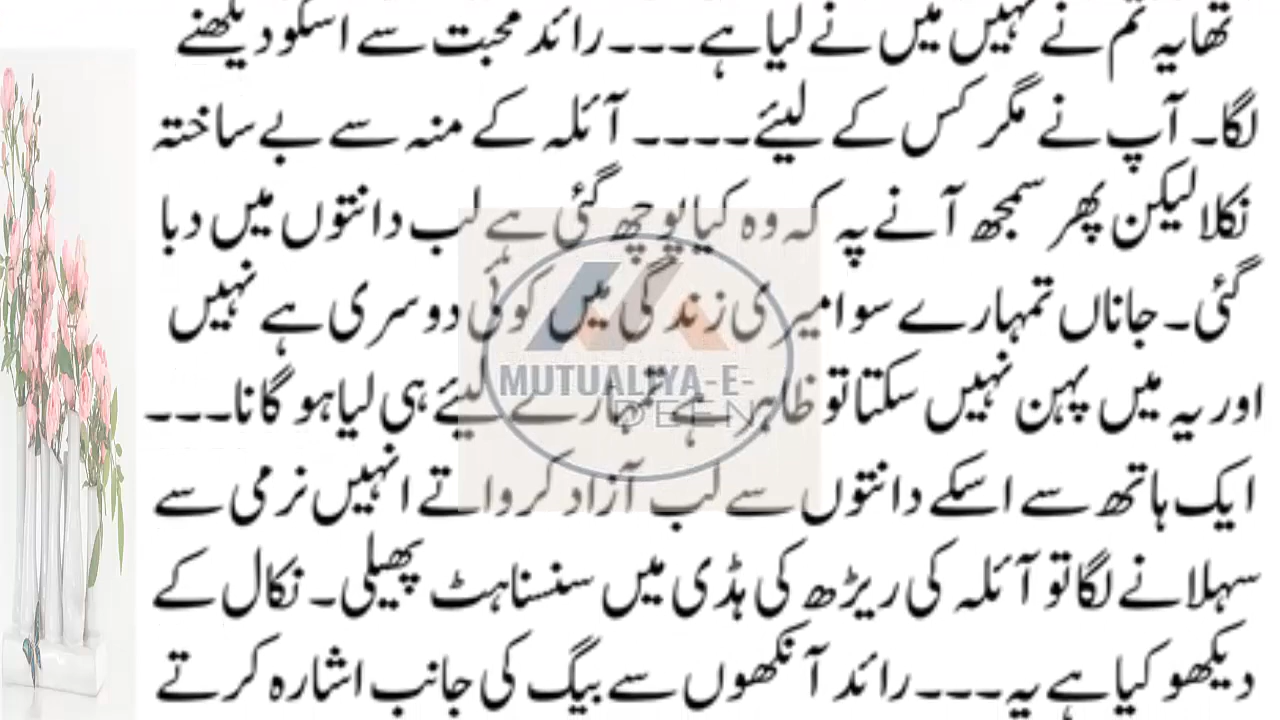 تھا یہ تم نے نہیں میں نے لیا ہے۔۔۔ رائد محبت سے اسکو دیکھنے
لگا۔ آپ نے مگر کس کے لیئے۔۔۔۔ آئلہ کے منہ سے بے ساختہ
نکلا لیکن پھر سمجھ آنے پہ کہ وہ کیا پوچھ گئی ہے لب دانتوں میں دبا
گئی۔ جاناں تمہارے سوا میری زندگی میں کوئی دوسری ہے نہیں
اور یہ میں پہن نہیں سکتا تو ظاہر ہے تمہارے لیئے ہی لیا ہو گا نا۔۔۔
ایک ہاتھ سے اسکے دانتوں سے لب آزاد کرواتے انہیں نرمی سے
سہلانے لگا تو آئلہ کی ریڑھ کی ہڈی میں سنسناہٹ پھیلی۔ نکال کے
دیکھو کیا ہے یہ۔۔۔ رائد آنکھوں سے بیگ کی جانب اشارہ کرتے
MUTUALIYA-E-
DEEN